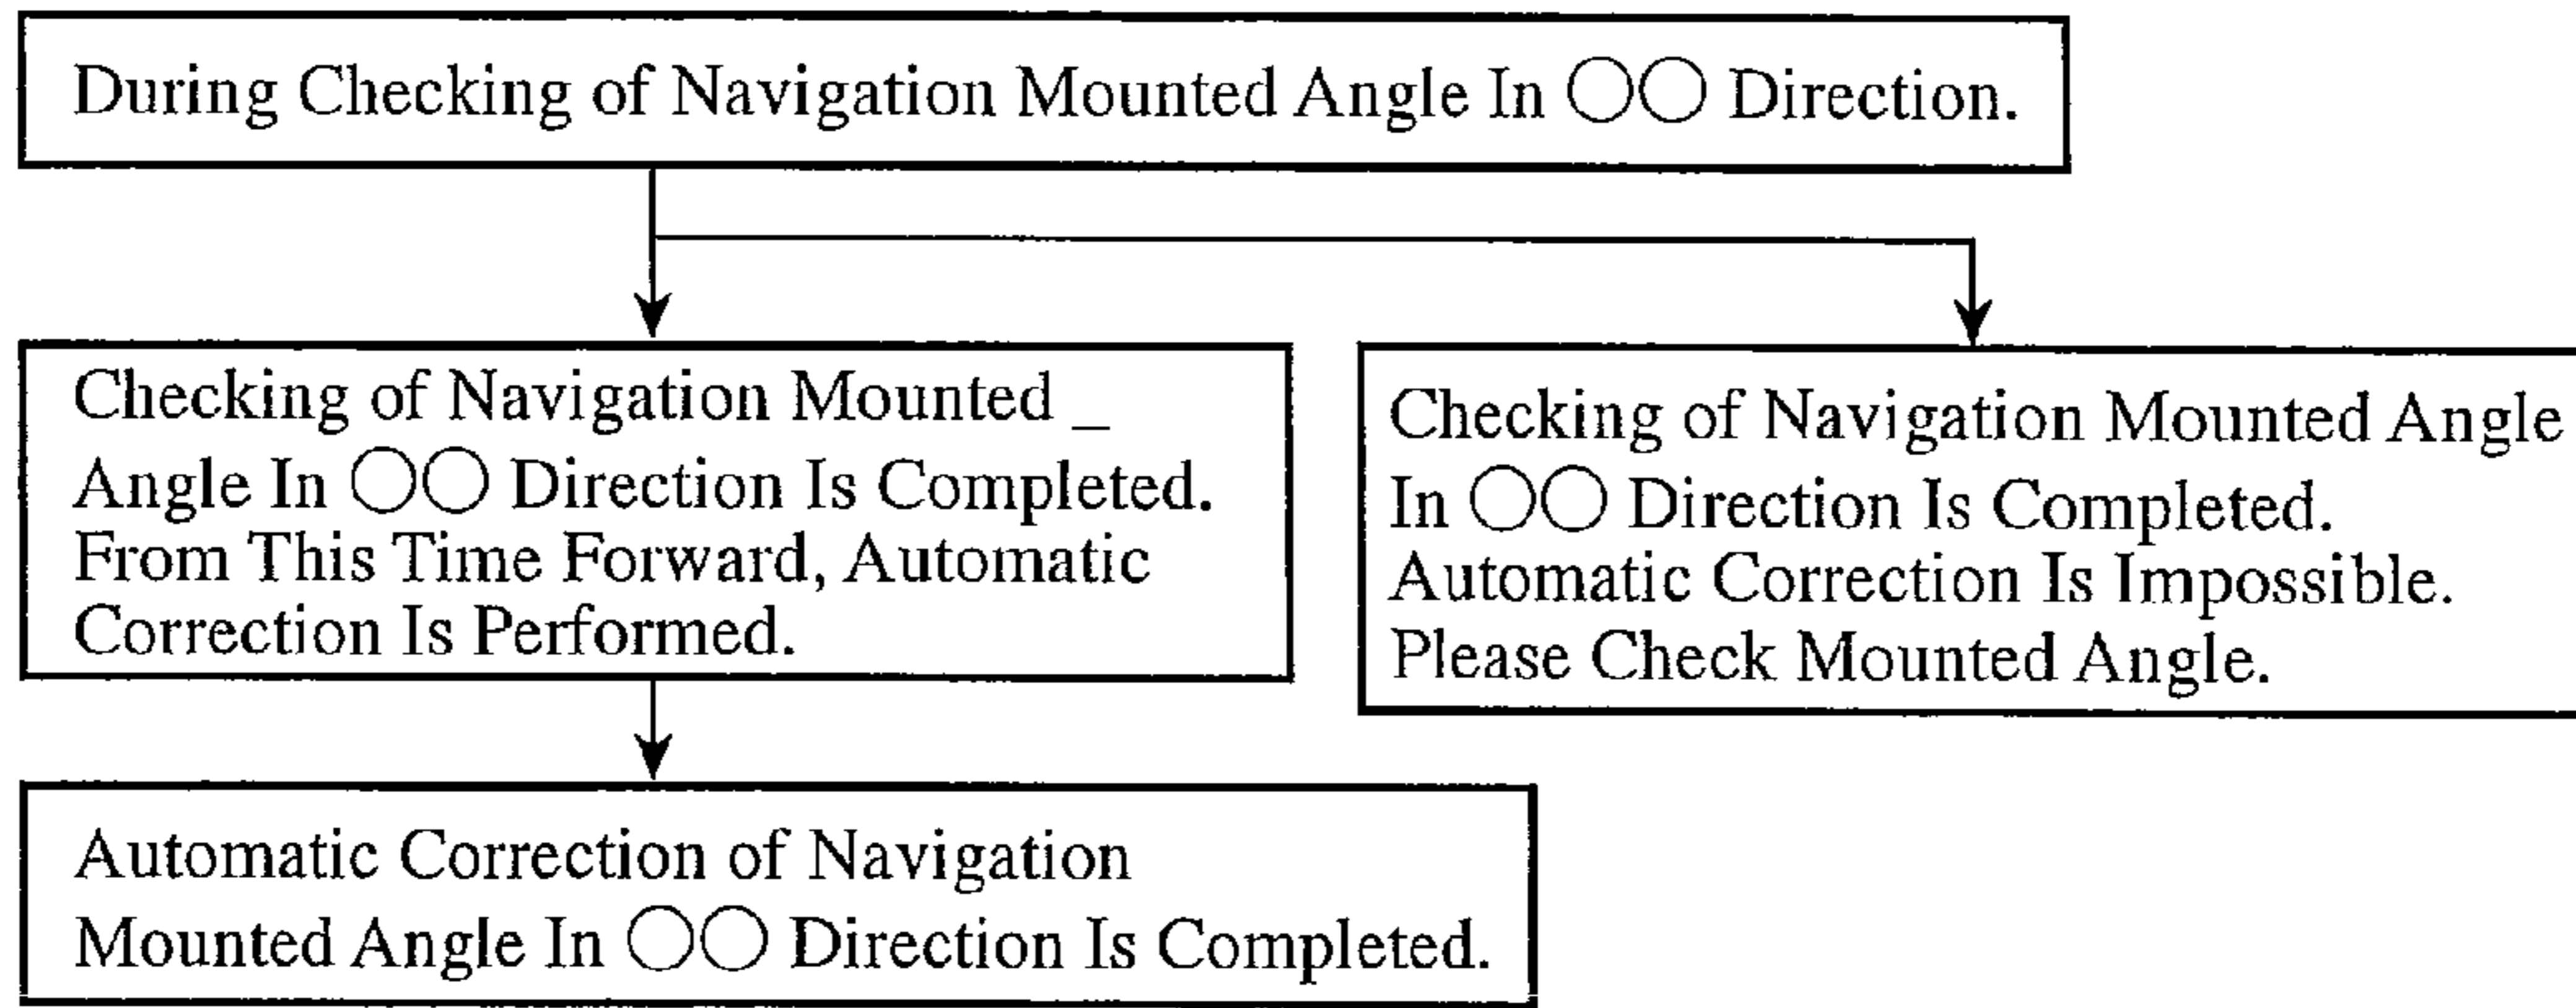 During Checking of Navigation Mounted Angle In ○○ Direction.
Checking of Navigation Mounted _
Angle In ○○ Direction Is Completed.
From This Time Forward, Automatic
Correction Is Performed.
Checking of Navigation Mounted Angle
In ○○ Direction Is Completed.
Automatic Correction Is Impossible.
Please Check Mounted Angle.
Automatic Correction of Navigation
Mounted Angle In ○○ Direction Is Completed.